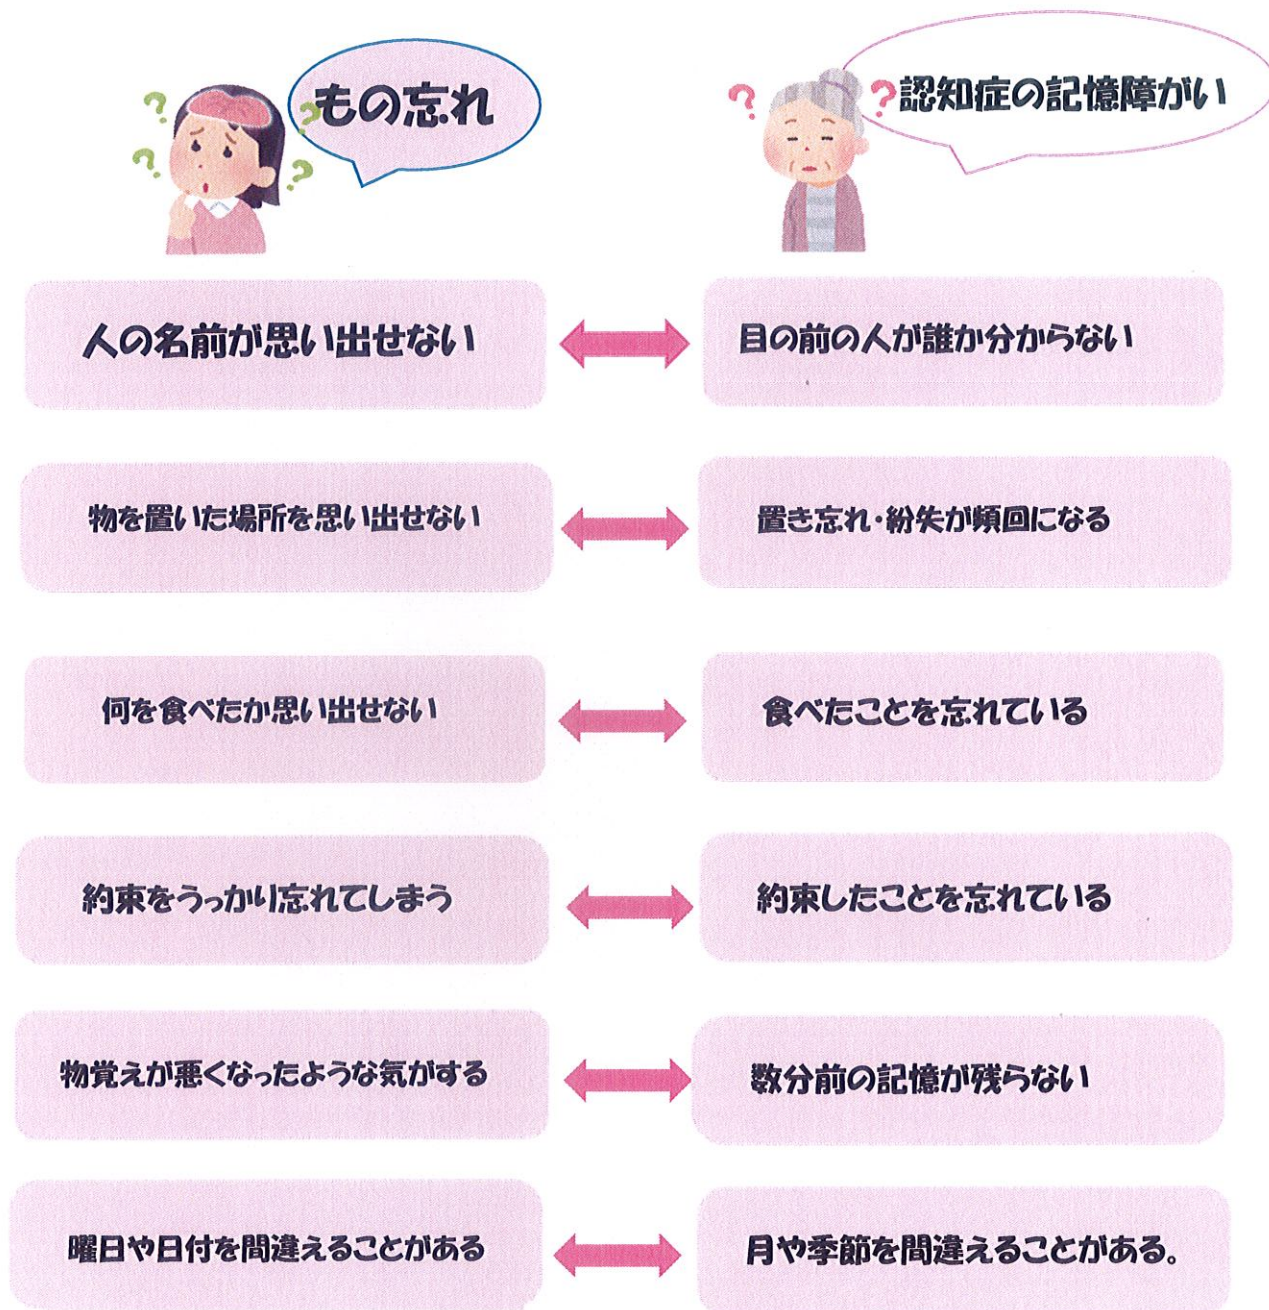 もの忘れ
認知症の記憶障がい
人の名前が思い出せない
目の前の人が誰か分からない
物を置いた場所を思い出せない
置き忘れ・紛失が頻回になる
何を食べたか思い出せない
食べたことを忘れている
約束をうっかり忘れてしまう
約束したことを忘れている
物覚えが悪くなったような気がする
数分前の記憶が残らない
曜日や日付を間違えることがある
月や季節を間違えることがある。